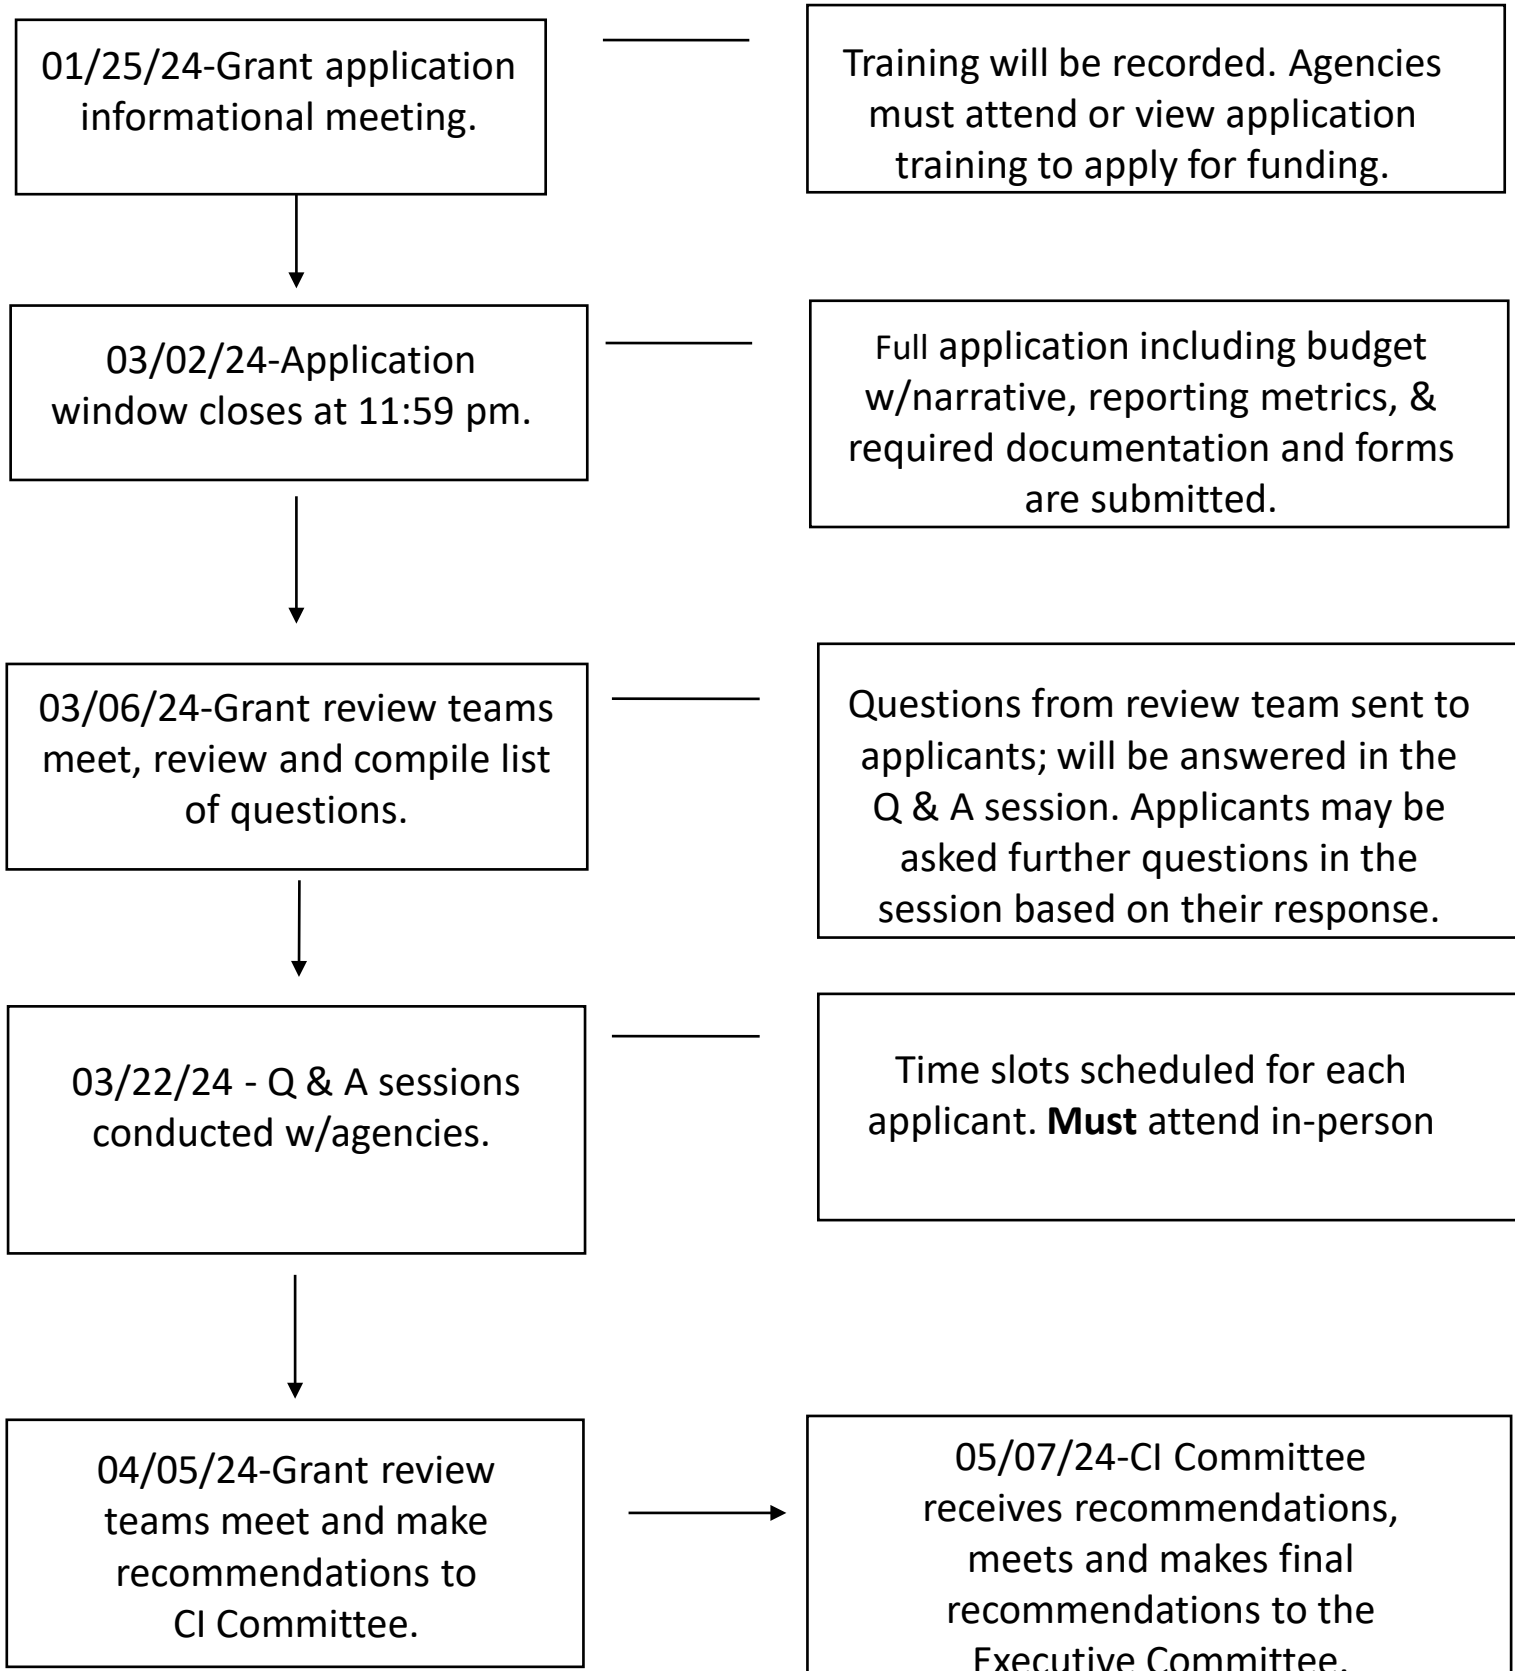 01/25/24-Grant application
informational meeting.
Training will be recorded. Agencies
must attend or view application
training to apply for funding.
03/02/24-Application
window closes at 11:59 pm.
Full application including budget
w/narrative, reporting metrics, &
required documentation and forms
are submitted.
03/06/24-Grant review teams
meet, review and compile list
of questions.
Questions from review team sent to
applicants; will be answered in the
Q & A session. Applicants may be
asked further questions in the
session based on their response.
03/22/24 - Q & A sessions
conducted w/agencies.
Time slots scheduled for each
applicant. Must attend in-person
04/05/24-Grant review
teams meet and make
recommendations to
CI Committee.
05/07/24-CI Committee
receives recommendations,
meets and makes final
recommendations to the
Executive Committee.